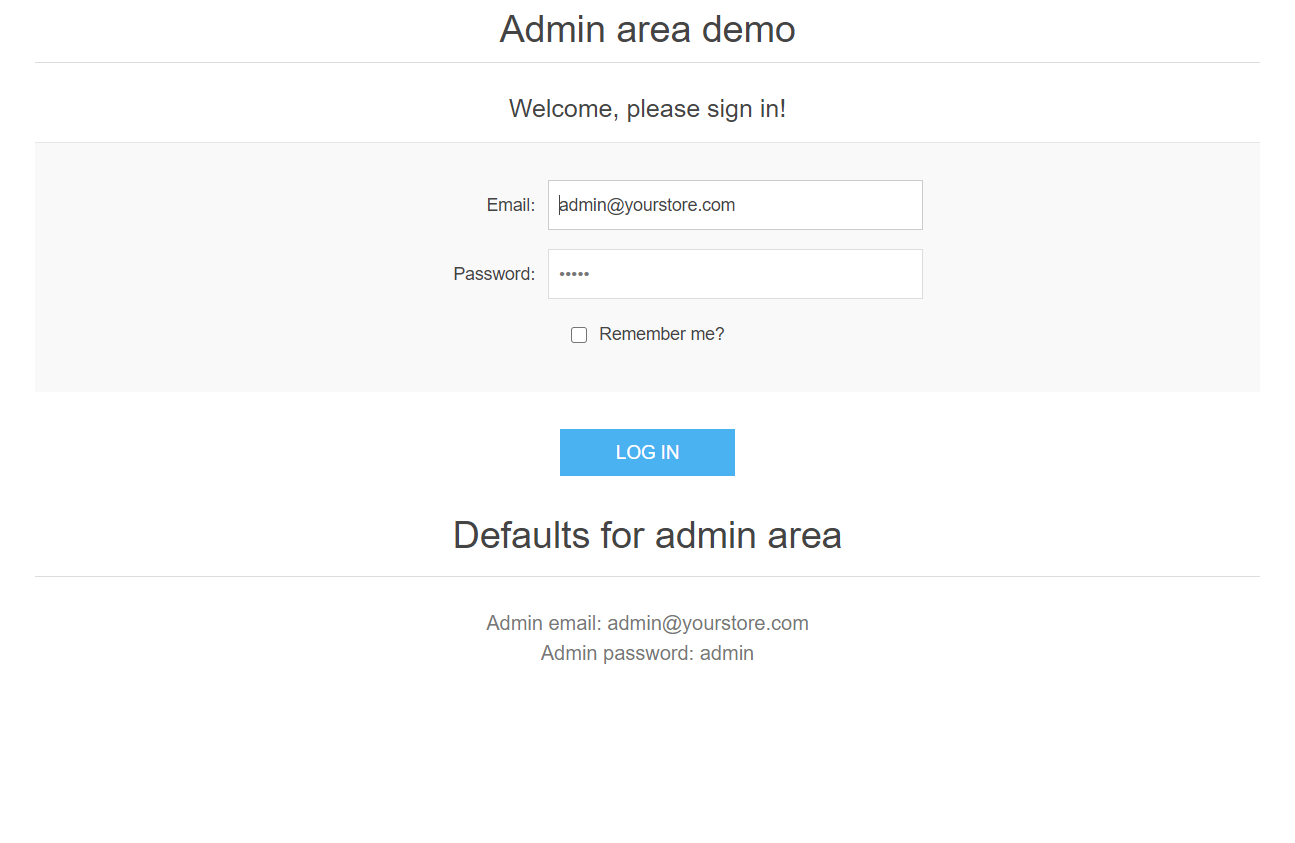 Admin area demo
Welcome, please sign in!
Email: admin@yourstore.com
Password: •••••
Remember me?
LOG IN
Defaults for admin area
Admin email: admin@yourstore.com
Admin password: admin